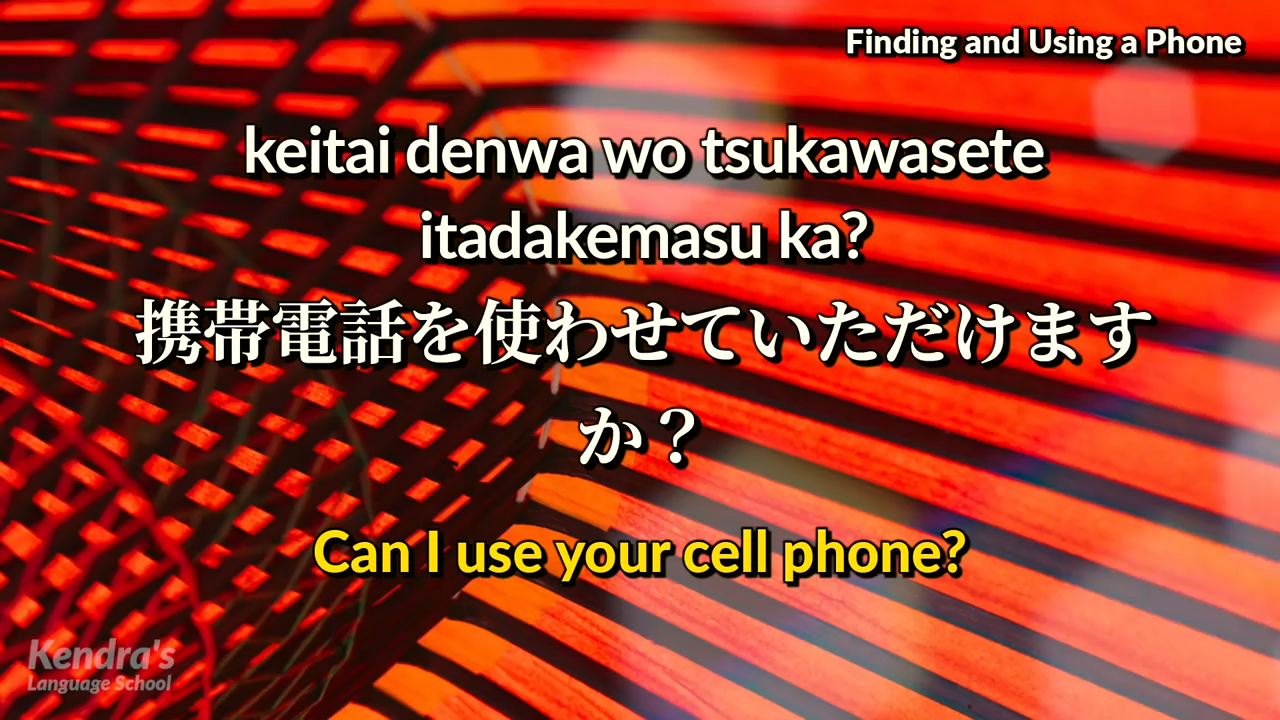 Finding and Using a Phone
keitai denwa wo tsukawasete
itadakemasu ka?
携帯電話を使わせていただけます
か？
Can I use your cell phone?
Kendra's
Language School